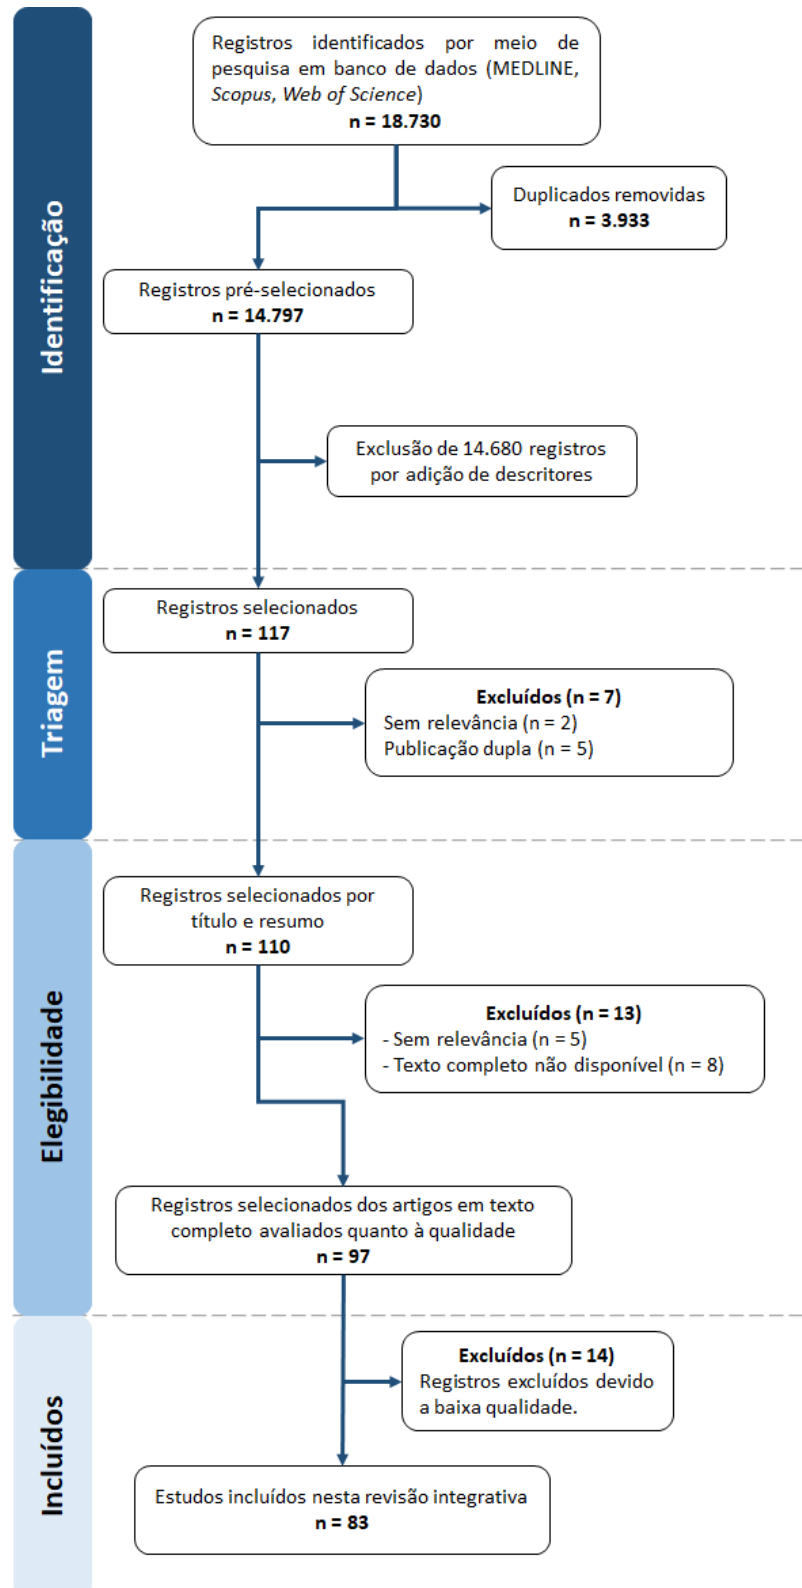 Identificação
Registros identificados por meio de
pesquisa em banco de dados (MEDLINE,
Scopus, Web of Science)
n = 18.730
Duplicados removidas
n = 3.933
Registros pré-selecionados
n = 14.797
Exclusão de 14.680 registros
por adição de descritores
Triagem
Registros selecionados
n = 117
Excluídos (n = 7)
Sem relevância (n = 2)
Publicação dupla (n = 5)
Elegibilidade
Registros selecionados por
título e resumo
n = 110
Excluídos (n = 13)
- Sem relevância (n = 5)
- Texto completo não disponível (n = 8)
Registros selecionados dos artigos em texto
completo avaliados quanto à qualidade
n = 97
Incluídos
Excluídos (n = 14)
Registros excluídos devido
a baixa qualidade.
Estudos incluídos nesta revisão integrativa
n = 83